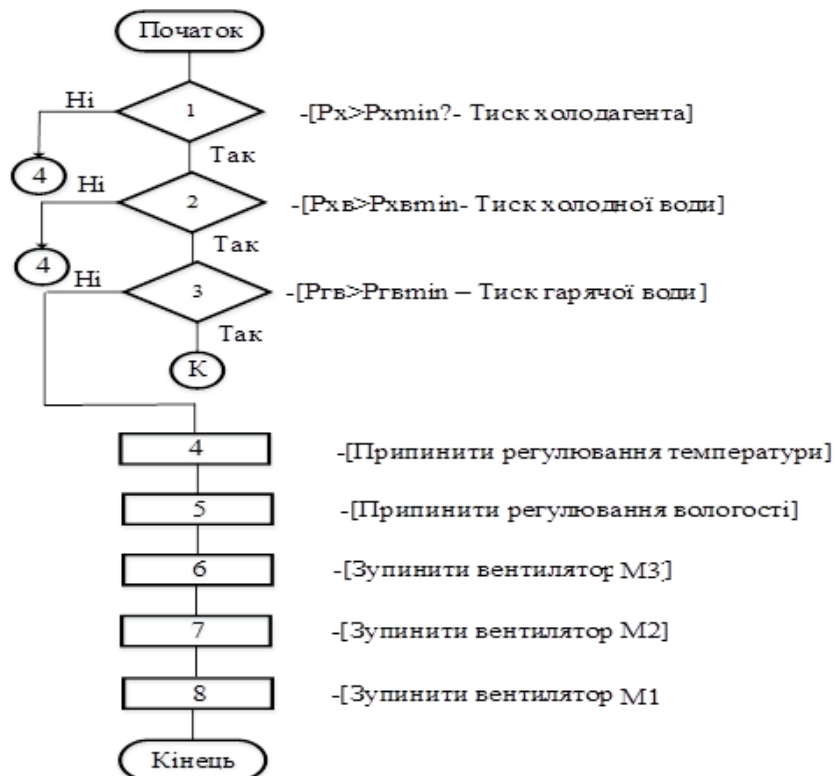 Початок
Ні
1
-[Рх>Рхmin?- Тиск холодагента]
4
Так
Ні
2
-[Рхв>Рхвmin- Тиск холодної води]
4
Так
Ні
3
-[Ргв>Ргвmin – Тиск гарячої води]
Так
К
4
-[Припинити регулювання температури]
5
-[Припинити регулювання вологості]
6
-[Зупинити вентилятор М3]
7
-[Зупинити вентилятор М2]
8
-[Зупинити вентилятор М1
Кінець